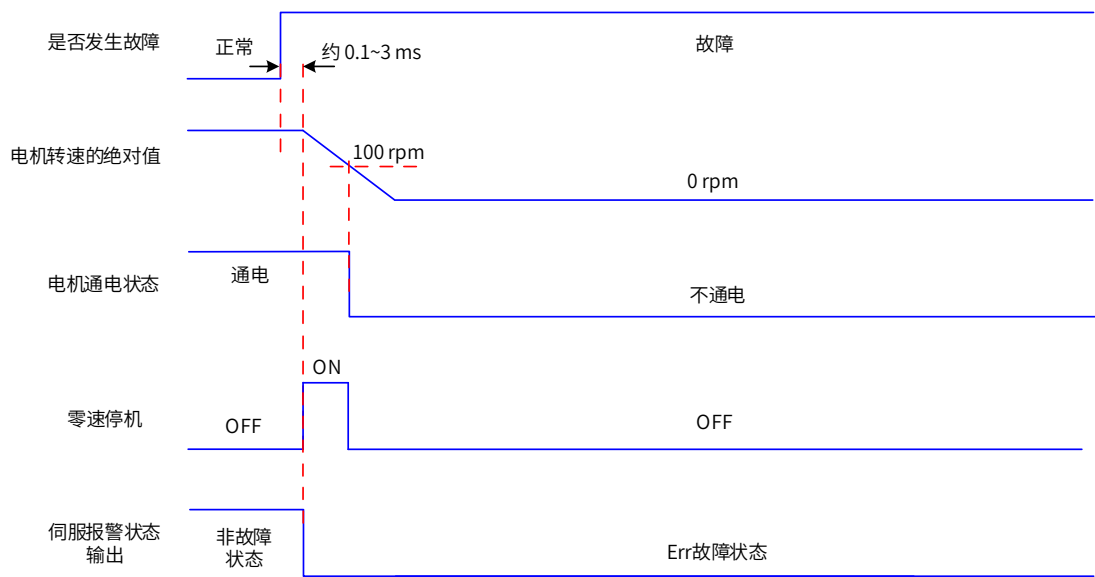 是否发生故障
正常
约 0.1~3 ms
故障
电机转速的绝对值
100 rpm
0 rpm
电机通电状态
通电
不通电
零速停机
OFF
ON
OFF
伺服报警状态
输出
非故障
状态
Err故障状态